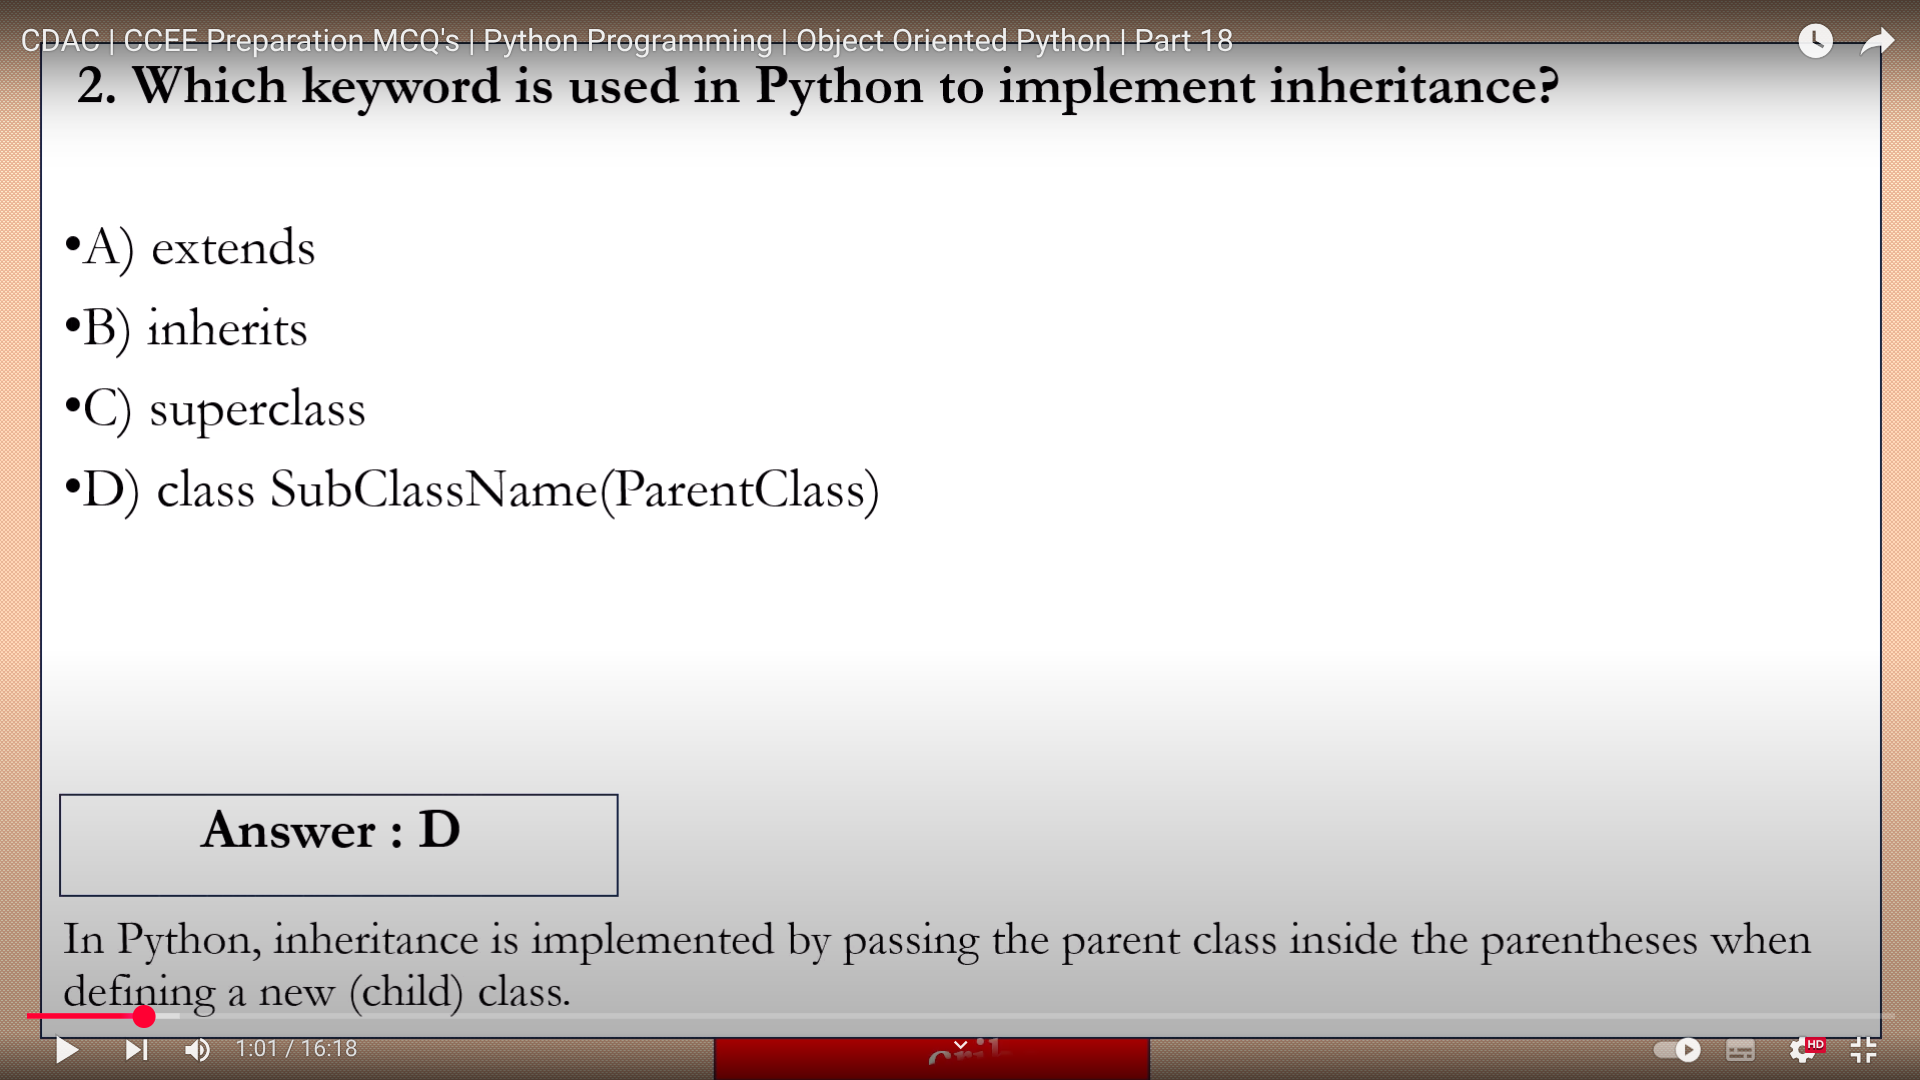 CDAC | CCEE Preparation MCQ's | Python Programming | Object Oriented Python | Part 18
2. Which keyword is used in Python to implement inheritance?
•A) extends
•B) inherits
•C) superclass
•D) class SubClassName(ParentClass)
Answer : D
In Python, inheritance is implemented by passing the parent class inside the parentheses when
defining a new (child) class.
1:01 / 16:18
HD